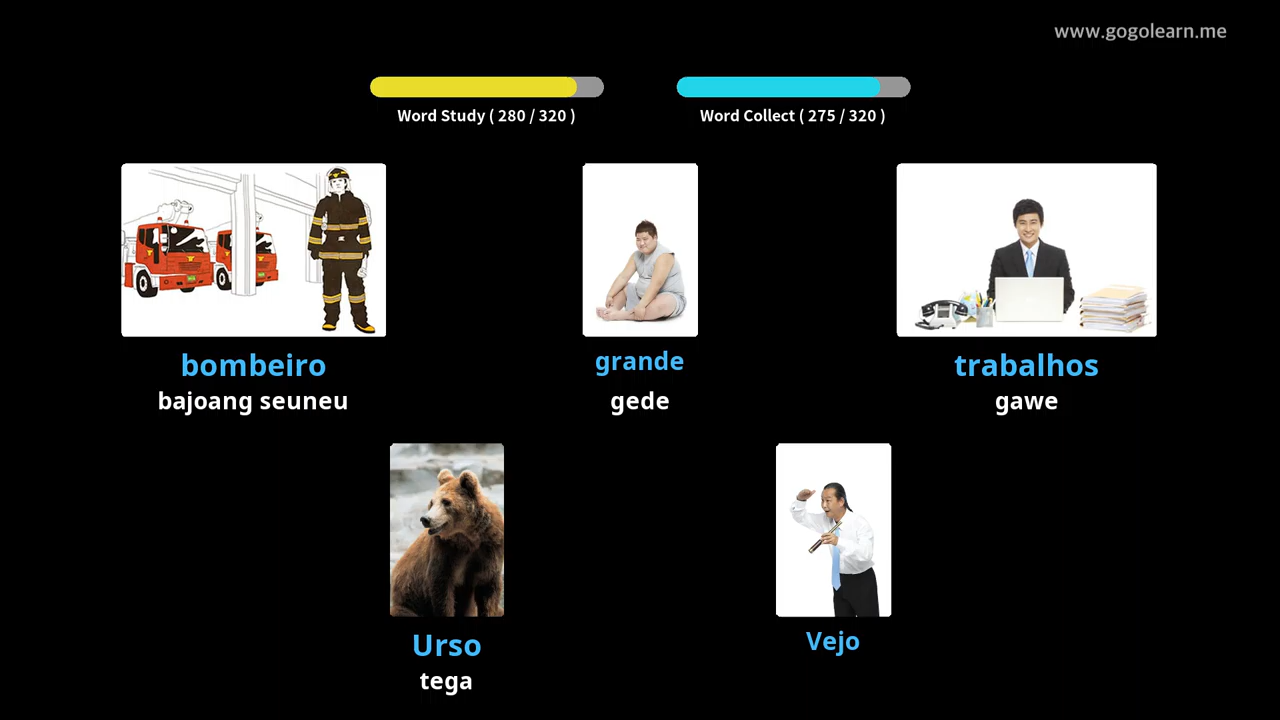 www.gogolearn.me
Word Study ( 280 / 320 )
Word Collect ( 275 / 320 )
bombeiro
bajoang seuneu
grande
gede
trabalhos
gawe
Urso
tega
Vejo